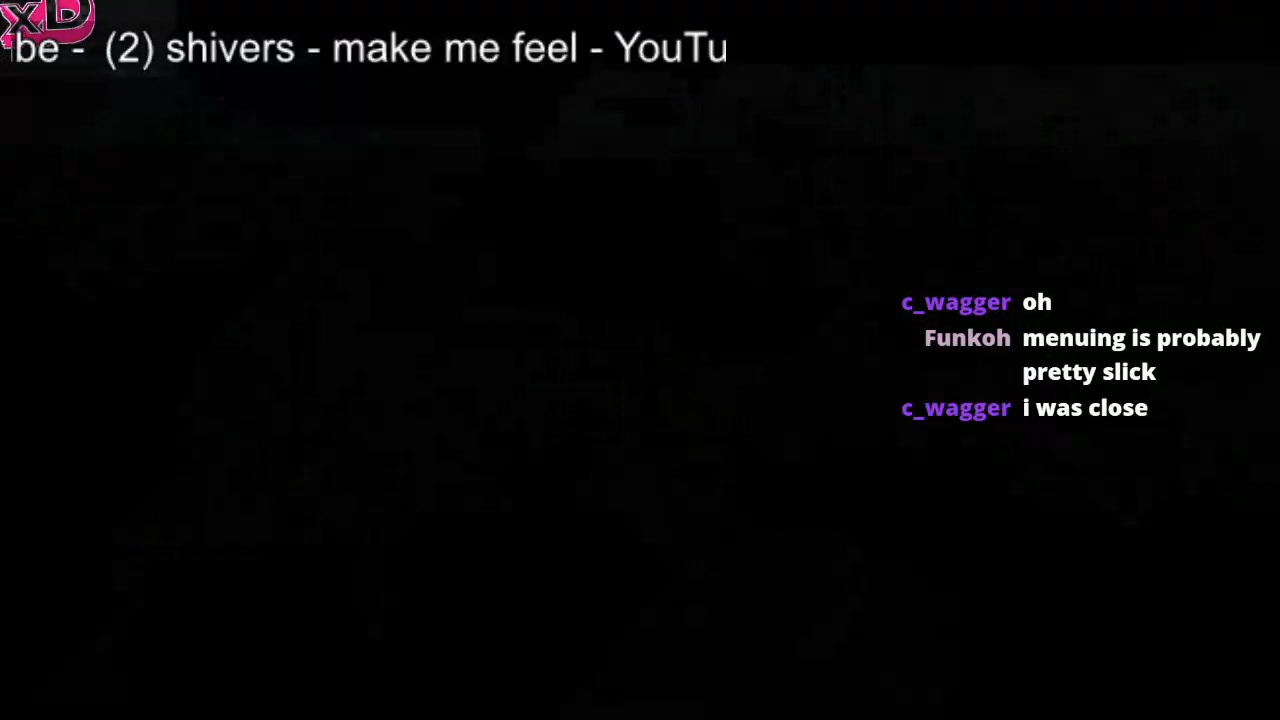 xD
be - (2) shivers - make me feel - YouTu
c_wagger oh
Funkoh menuing is probably
pretty slick
c_wagger i was close